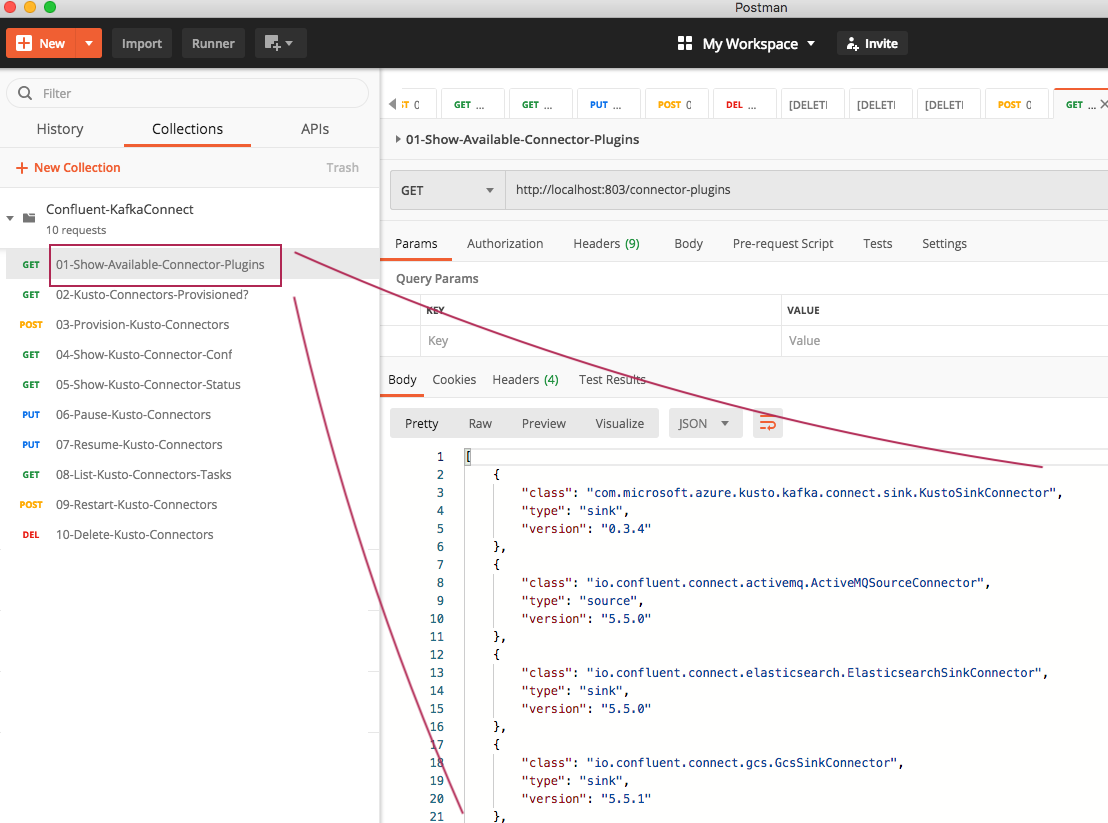 Postman
New
Import
Runner
My Workspace
Invite
Filter
History
Collections
APIs
New Collection
Trash
Confluent-KafkaConnect
10 requests
GET 01-Show-Available-Connector-Plugins
GET 02-Kusto-Connectors-Provisioned?
POST 03-Provision-Kusto-Connectors
GET 04-Show-Kusto-Connector-Conf
GET 05-Show-Kusto-Connector-Status
PUT 06-Pause-Kusto-Connectors
PUT 07-Resume-Kusto-Connectors
GET 08-List-Kusto-Connectors-Tasks
POST 09-Restart-Kusto-Connectors
DEL 10-Delete-Kusto-Connectors
GET ... GET ... PUT ... POST DEL ... [DELETI [DELETI [DELETI POST GET ...
01-Show-Available-Connector-Plugins
GET http://localhost:803/connector-plugins
Params Authorization Headers (9) Body Pre-request Script Tests Settings
Query Params
KEY VALUE
Key Value
Body Cookies Headers (4) Test Results
Pretty Raw Preview Visualize JSON
1 [
2 {
3 "class": "com.microsoft.azure.kusto.kafka.connect.sink.KustoSinkConnector",
4 "type": "sink",
5 "version": "0.3.4"
6 },
7 {
8 "class": "io.confluent.connect.activemq.ActiveMQSourceConnector",
9 "type": "source",
10 "version": "5.5.0"
11 },
12 {
13 "class": "io.confluent.connect.elasticsearch.ElasticsearchSinkConnector",
14 "type": "sink",
15 "version": "5.5.0"
16 },
17 {
18 "class": "io.confluent.connect.gcs.GcsSinkConnector",
19 "type": "sink",
20 "version": "5.5.1"
21 },